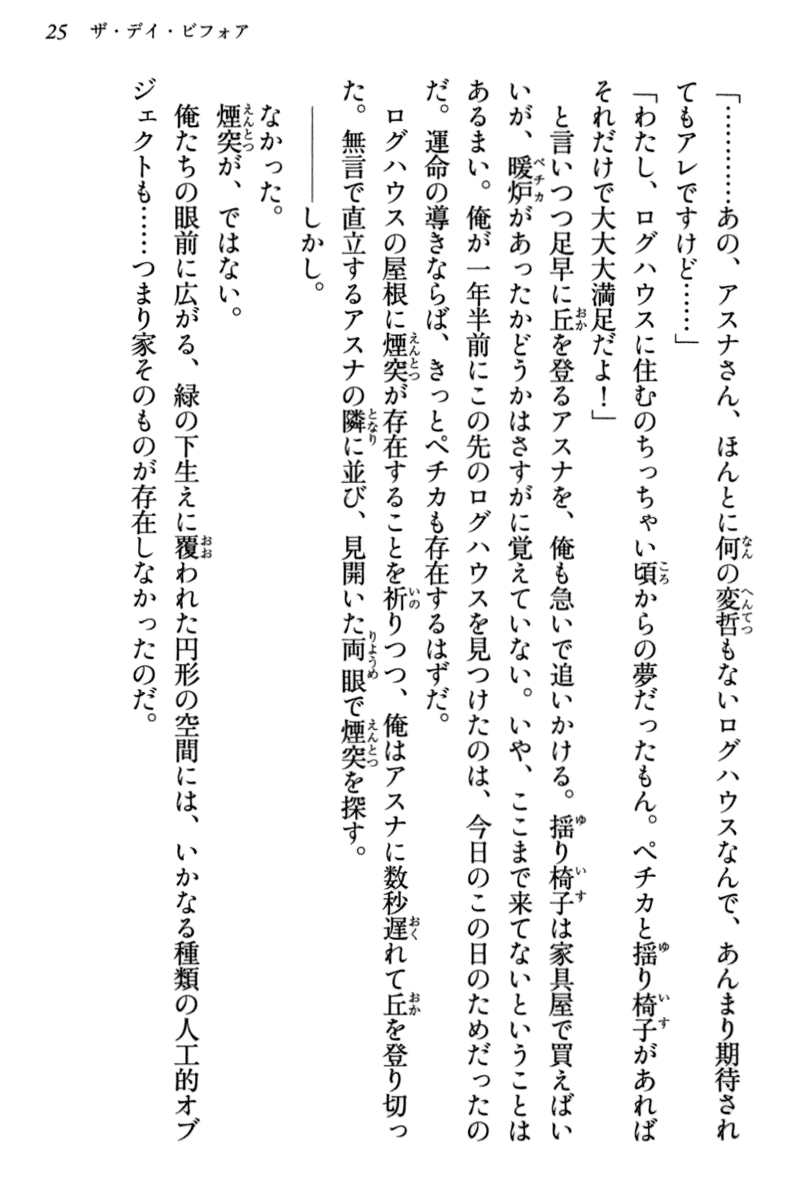 25 ザ・デイ・ビフォア
「…………あの、アスナさん、ほんとに何の変哲もないログハウスなんで、あんまり期待され
てもアレですけど……」
「わたし、ログハウスに住むのちっちゃい頃からの夢だったもん。ペチカと揺り椅子があれば
それだけで大大大満足だよ！」
と言いつつ足早に丘を登るアスナを、俺も急いで追いかける。揺り椅子は家具屋で買えばい
いが、暖炉があったかどうかはさすがに覚えていない。いや、ここまで来てないということは
あるまい。俺が一年半前にこの先のログハウスを見つけたのは、今日のこの日のためだったの
だ。運命の導きならば、きっとペチカも存在するはずだ。
ログハウスの屋根に煙突が存在することを祈りつつ、俺はアスナに数秒遅れて丘を登り切っ
た。無言で直立するアスナの隣に並び、見開いた両眼で煙突を探す。
――――しかし。
なかった。
煙突が、ではない。
俺たちの眼前に広がる、緑の下生えに覆われた円形の空間には、いかなる種類の人工的オブ
ジェクトも……つまり家そのものが存在しなかったのだ。